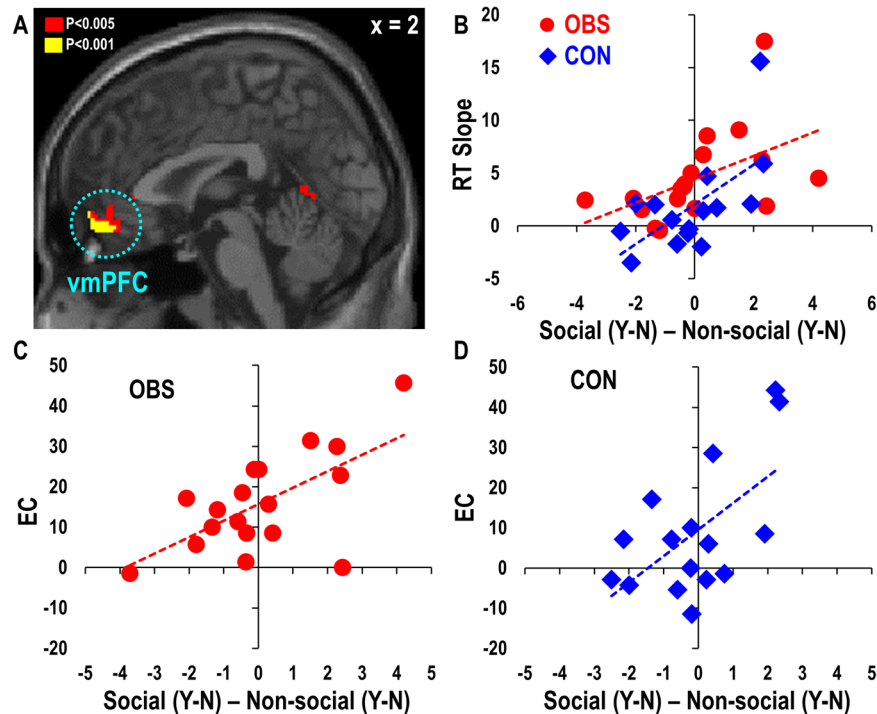 A
P<0.005
P<0.001
x = 2
vmPFC
B
OBS
CON
RT Slope
20
15
10
5
0
-5
-6 -4 -2 0 2 4 6
Social (Y-N) – Non-social (Y-N)
C
OBS
EC
50
40
30
20
10
0
-10
-20
-5 -4 -3 -2 -1 0 1 2 3 4 5
Social (Y-N) – Non-social (Y-N)
D
CON
EC
50
40
30
20
10
0
-10
-20
-5 -4 -3 -2 -1 0 1 2 3 4 5
Social (Y-N) – Non-social (Y-N)